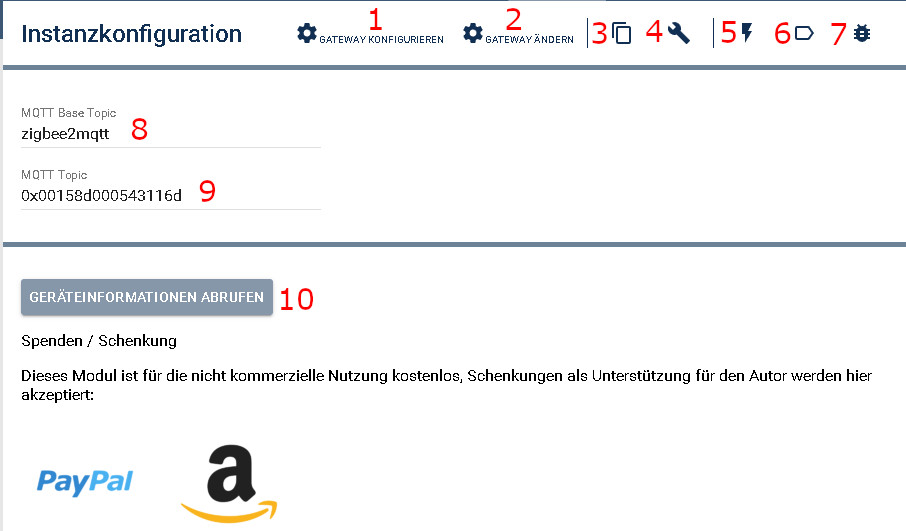 Instanzkonfiguration
1
GATEWAY KONFIGURIEREN
2
GATEWAY ÄNDERN
3
4
5
6
7
MQTT Base Topic
zigbee2mqtt 8
MQTT Topic
0x00158d000543116d 9
GERÄTEINFORMATIONEN ABRUFEN 10
Spenden / Schenkung
Dieses Modul ist für die nicht kommerzielle Nutzung kostenlos, Schenkungen als Unterstützung für den Autor werden hier
akzeptiert:
PayPal
a